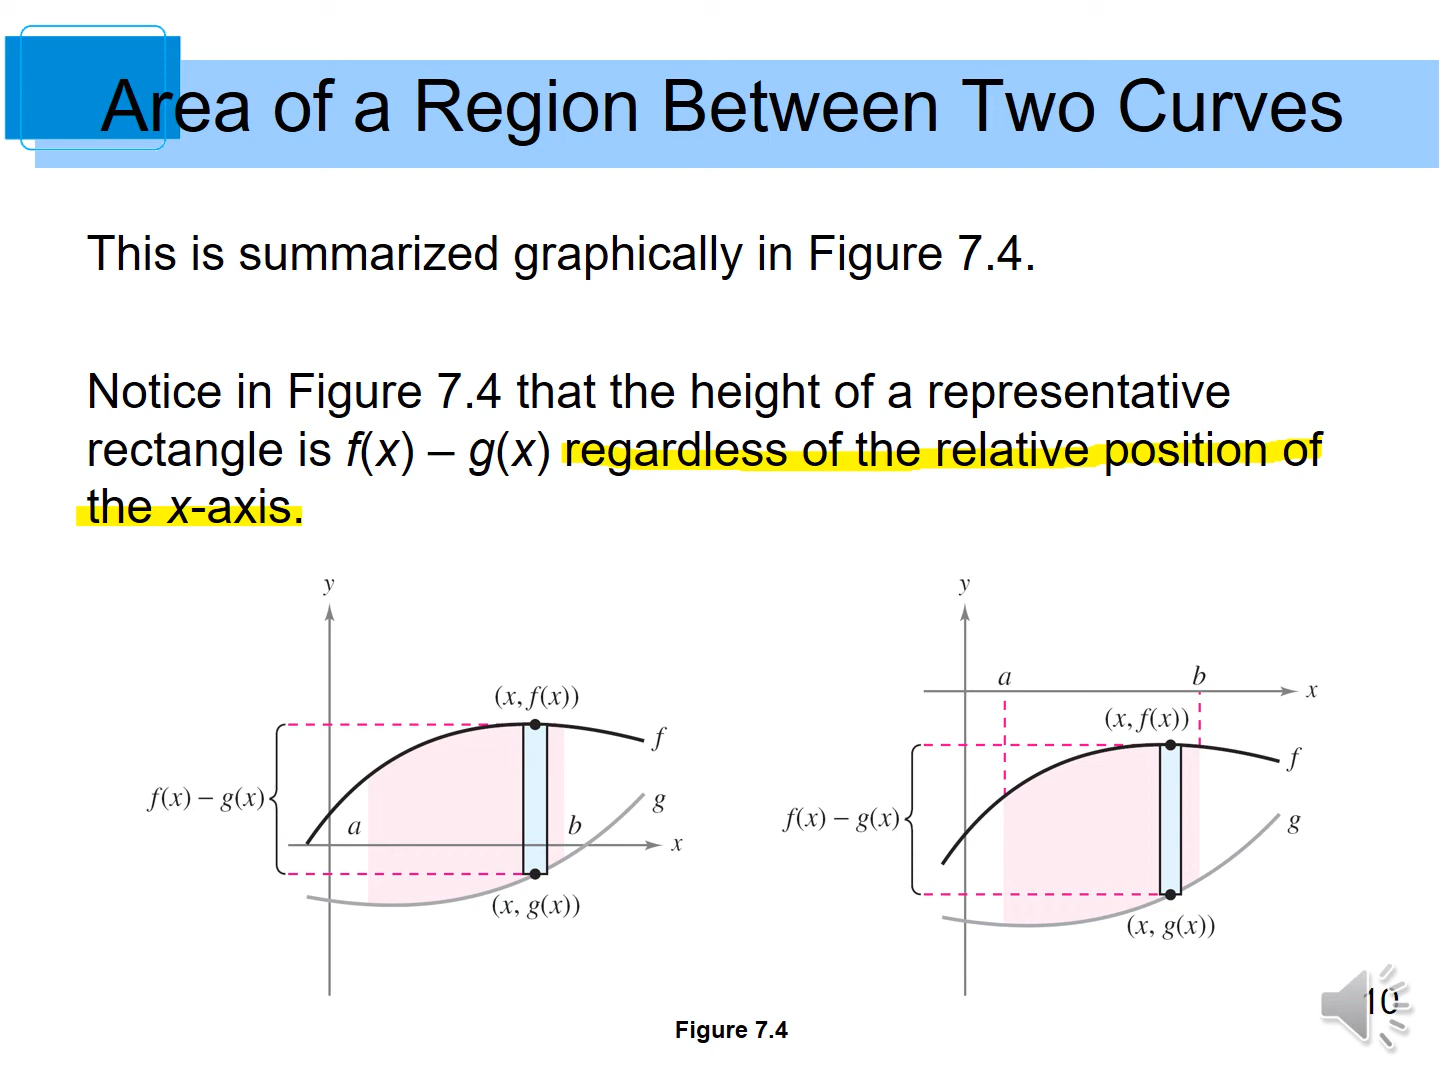 Area of a Region Between Two Curves
This is summarized graphically in Figure 7.4.
Notice in Figure 7.4 that the height of a representative
rectangle is f(x) – g(x) regardless of the relative position of
the x-axis.
y
(x, f(x))
f
f(x) – g(x)
g
a
b
x
(x, g(x))
y
a
b
x
(x, f(x))
f
f(x) – g(x)
g
(x, g(x))
Figure 7.4
10